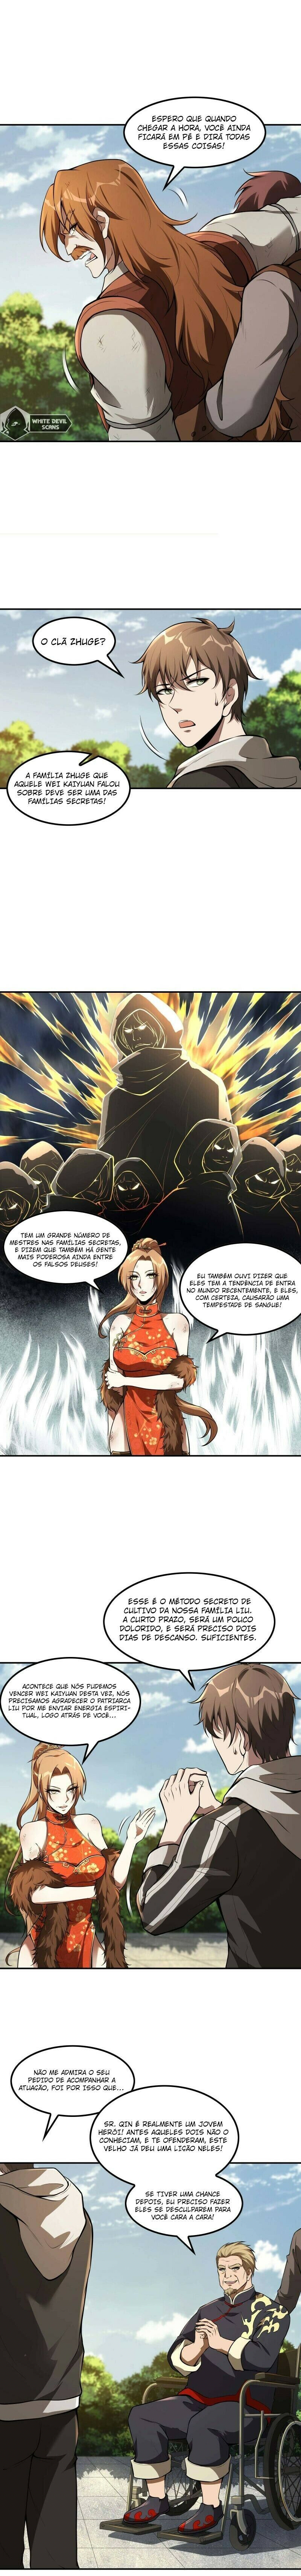 ESPERO QUE QUANDO
CHEGAR A HORA, VOCÊ AINDA
FICARÁ EM PÉ E DIRÁ TODAS
ESSAS COISAS!
WHITE DEVIL
SCANS
O CLÃ ZHUGE?
A FAMÍLIA ZHUGE QUE
AQUELE WEI KAIYUAN FALOU
SOBRE DEVE SER UMA DAS
FAMÍLIAS SECRETAS!
TEM UM GRANDE NÚMERO DE
MESTRES NAS FAMÍLIAS SECRETAS,
E DIZEM QUE TAMBÉM HÁ GENTE
MAIS PODEROSA AINDA ENTRE
OS FALSOS DEUSES!
EU TAMBÉM OUVI DIZER QUE
ELES TEM A TENDÊNCIA DE ENTRA
NO MUNDO RECENTEMENTE, E ELES,
COM CERTEZA, CAUSARÃO UMA
TEMPESTADE DE SANGUE!
ESSE É O MÉTODO SECRETO DE
CULTIVO DA NOSSA FAMÍLIA LIU.
A CURTO PRAZO, SERÁ UM POUCO
DOLORIDO, E SERÁ PRECISO DOIS
DIAS DE DESCANSO. SUFICIENTES.
ACONTECE QUE NÓS PUDEMOS
VENCER WEI KAIYUAN DESTA VEZ, NÓS
PRECISAMOS AGRADECER O PATRIARCA
LIU POR ME ENVIAR ENERGIA ESPIRI-
TUAL, LOGO ATRÁS DE VOCÊ...
NÃO ME ADMIRA O SEU
PEDIDO DE ACOMPANHAR A
ATUAÇÃO, FOI POR ISSO QUE...
SR. QIN É REALMENTE UM JOVEM
HERÓI! ANTES AQUELES DOIS NÃO O
CONHECIAM, E TE OFENDERAM, ESTE
VELHO JÁ DEU UMA LIÇÃO NELES!
SE TIVER UMA CHANCE
DEPOIS, EU PRECISO FAZER
ELES SE DESCULPAREM PARA
VOCÊ CARA A CARA!